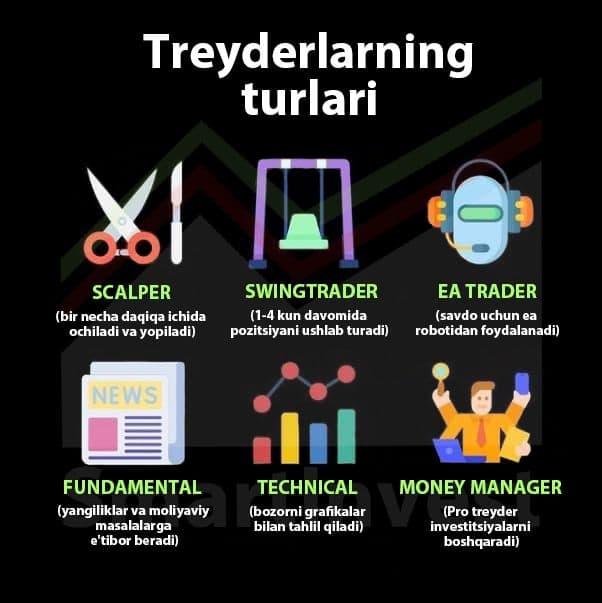 Treyderlarning
turlari
SCALPER
(bir necha daqiqa ichida
ochiladi va yopiladi)
SWINGTRADER
(1-4 kun davomida
pozitsiyani ushlab turadi)
EA TRADER
(savdo uchun ea
robotidan foydalanadi)
NEWS
FUNDAMENTAL
(yangiliklar va moliyaviy
masalalarga
e'tibor beradi)
TECHNICAL
(bozorni grafikalar
bilan tahlil qiladi)
MONEY MANAGER
(Pro treyder
investitsiyalarni
boshqaradi)
Smart Invest